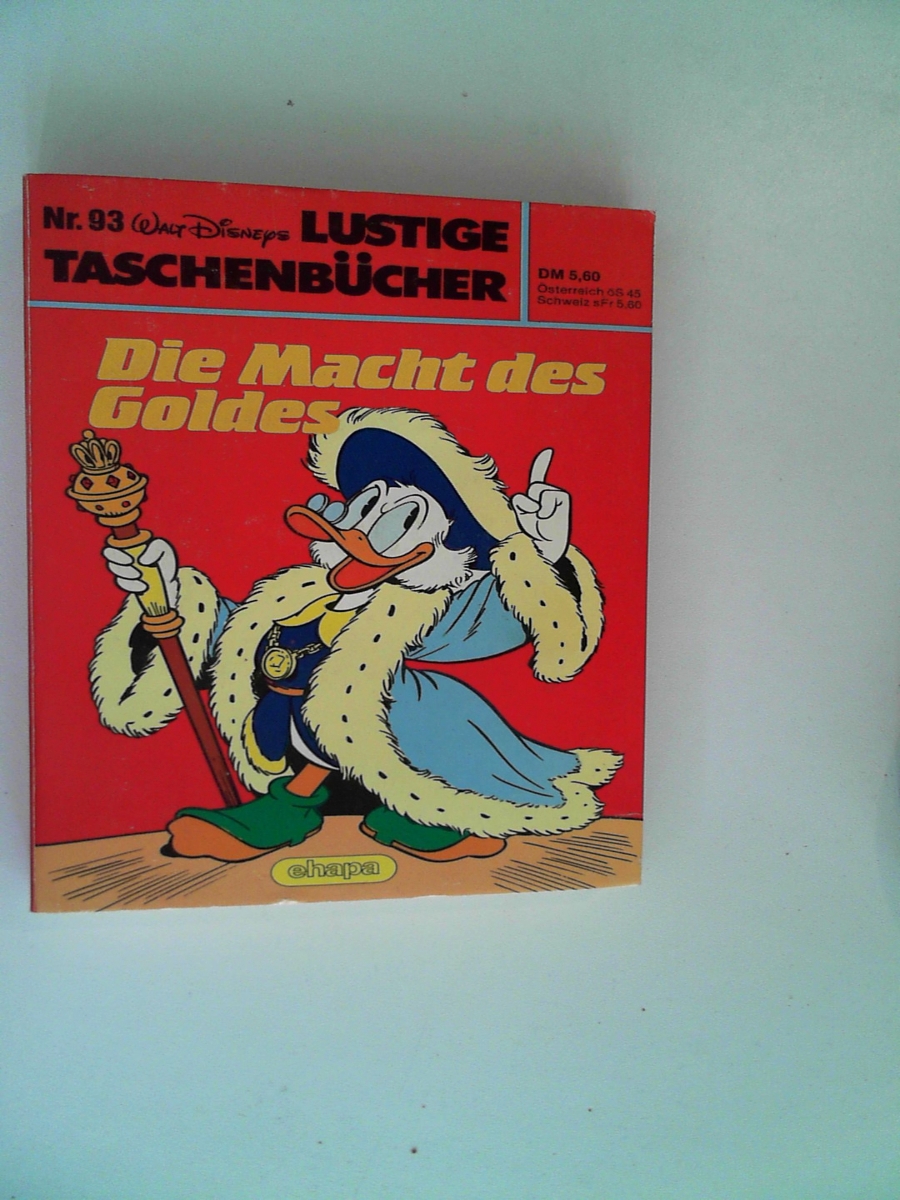 Nr. 93 Walt Disneys LUSTIGE
TASCHENBÜCHER
DM 5,60
Österreich öS 45
Schweiz sFr 5.60
Die Macht des
Goldes
ehapa